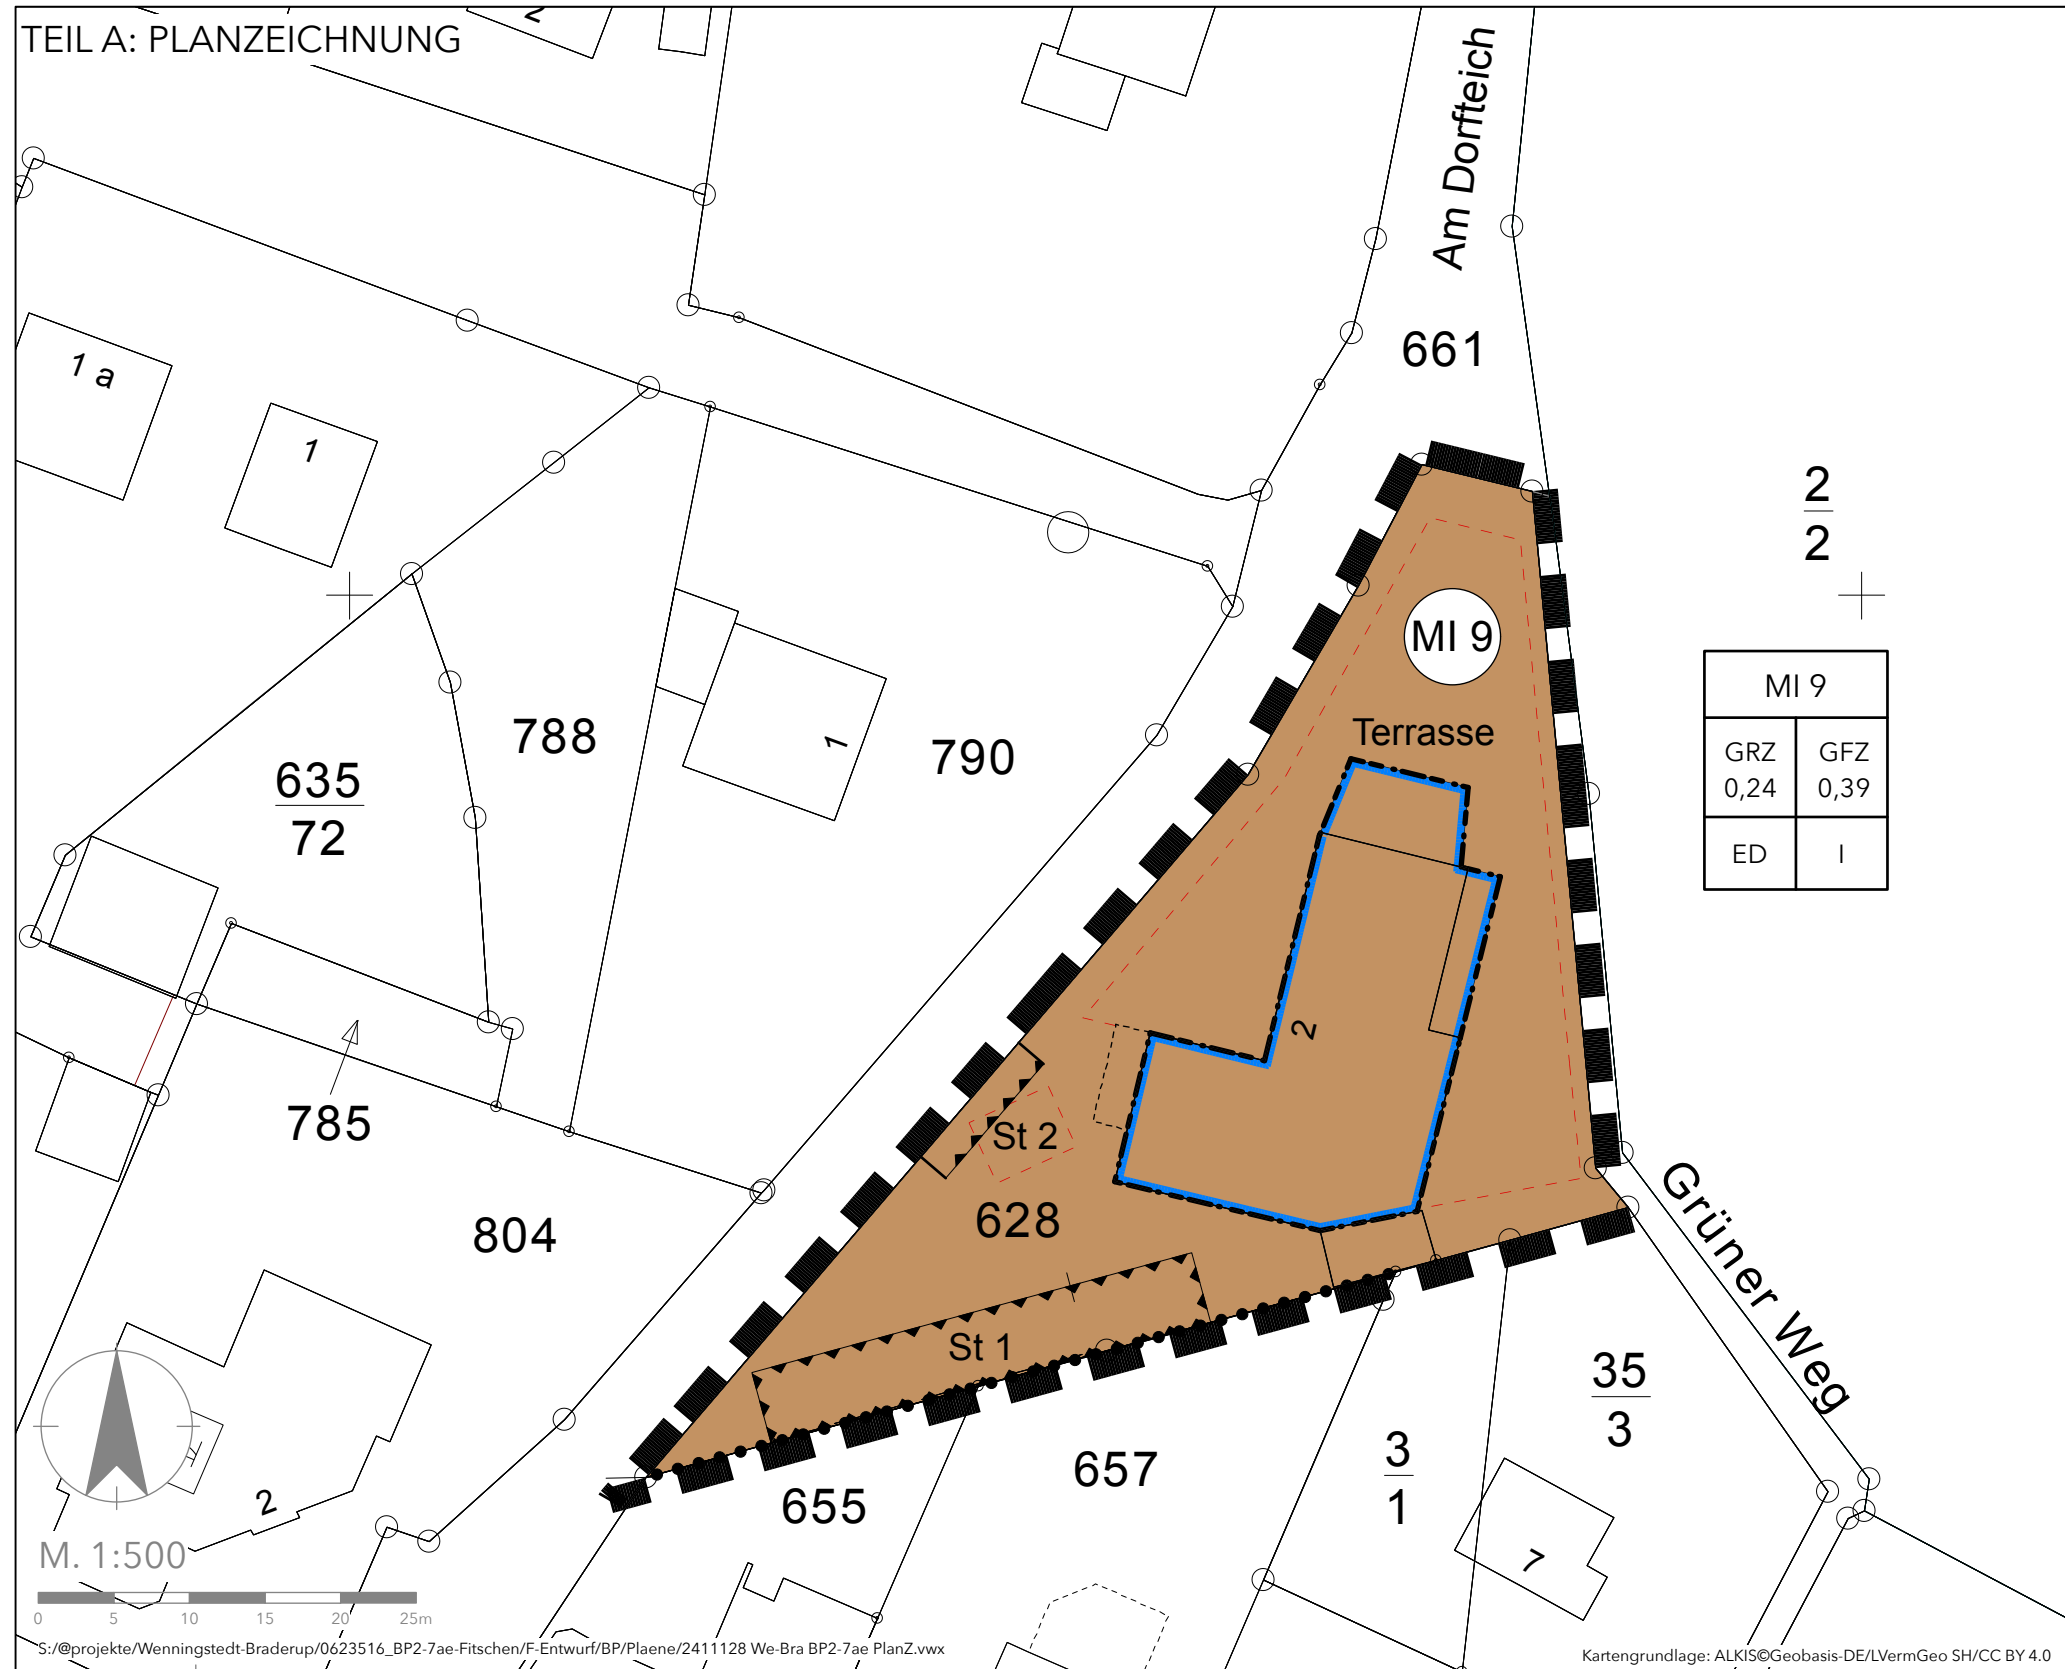 TEIL A: PLANZEICHNUNG
2
Am Dorfteich
661
1 a
1
2
2
MI 9
MI 9
GRZ
0,24
GFZ
0,39
ED
I
Terrasse
788
790
1
635
72
2
785
St 2
804
628
Grüner Weg
St 1
35
3
3
1
657
655
2
7
M. 1:500
0 5 10 15 20 25m
S:/@projekte/Wenningstedt-Braderup/0623516_BP2-7ae-Fitschen/F-Entwurf/BP/Plaene/2411128 We-Bra BP2-7ae PlanZ.vwx
Kartengrundlage: ALKIS©Geobasis-DE/LVermGeo SH/CC BY 4.0